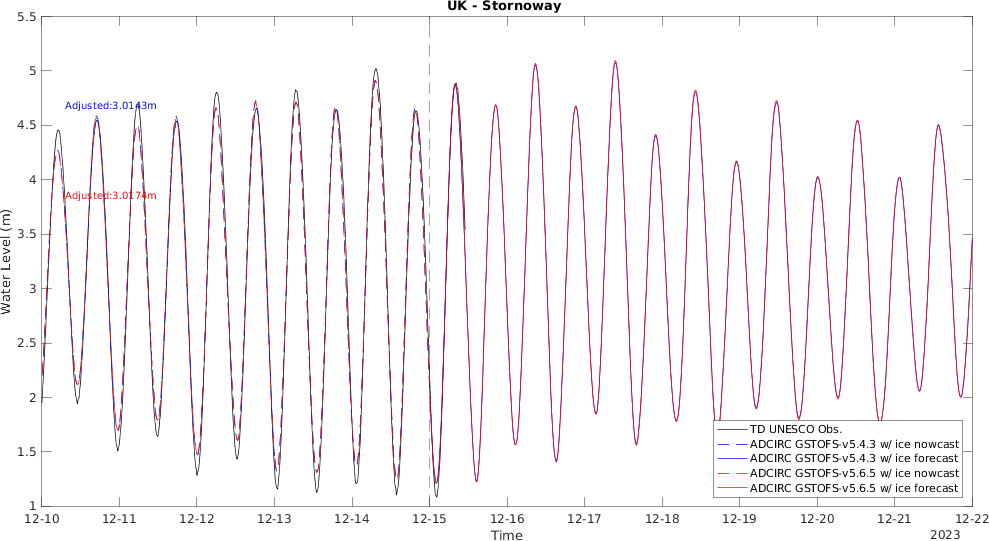 UK - Stornoway
5.5
5
4.5
4
3.5
3
2.5
2
1.5
1
Water Level (m)
Adjusted:3.0143m
Adjusted:3.0174m
TD UNESCO Obs.
ADCIRC GSTOFS-v5.4.3 w/ ice nowcast
ADCIRC GSTOFS-v5.4.3 w/ ice forecast
ADCIRC GSTOFS-v5.6.5 w/ ice nowcast
ADCIRC GSTOFS-v5.6.5 w/ ice forecast
12-10 12-11 12-12 12-13 12-14 12-15 12-16 12-17 12-18 12-19 12-20 12-21 12-22
Time
2023